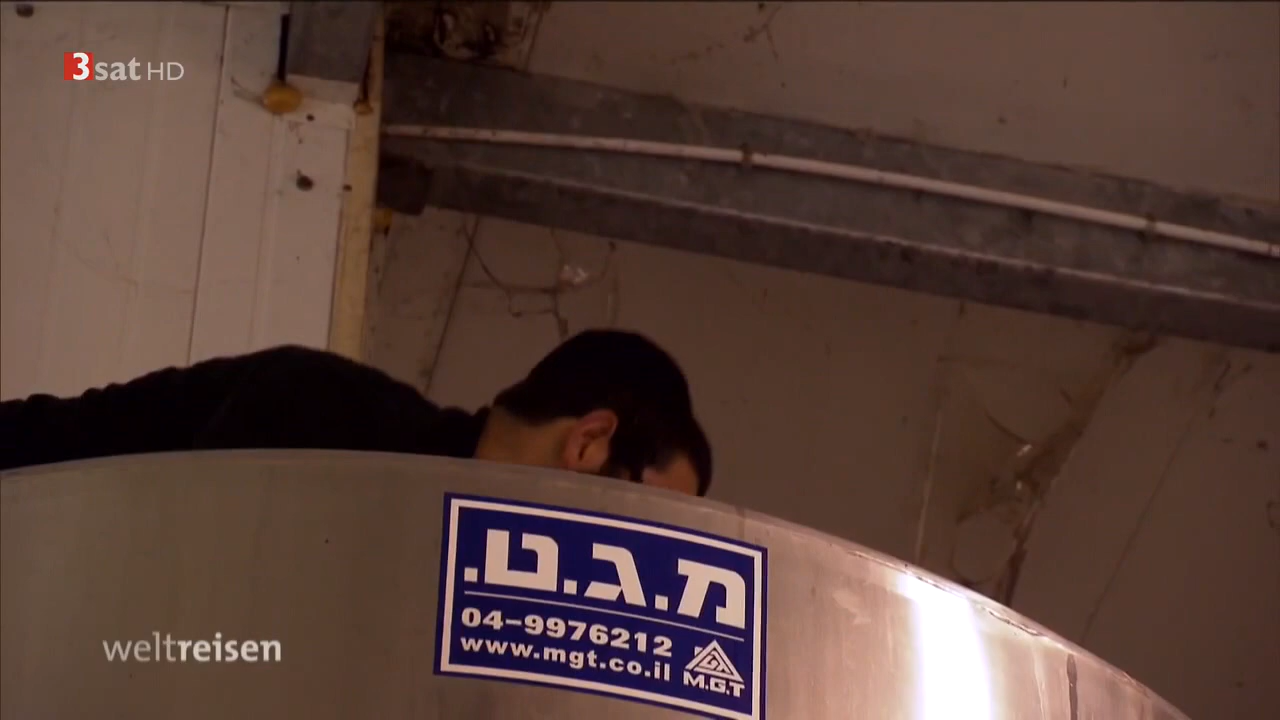 3sat HD
מ.ג.ט.
04-9976212
www.mgt.co.il
M.G.T
weltreisen